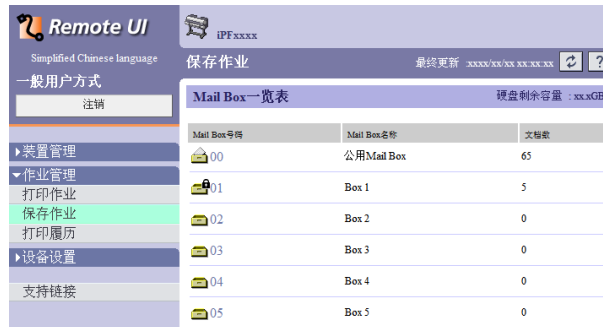 Remote UI
iPFxxxx
Simplified Chinese language
一般用户方式
注销
保存作业
最终更新 :xxxx/xx/xx xx:xx:xx
?
Mail Box一览表
硬盘剩余容量 : xx.xGB
Mail Box号码
Mail Box名称
文档数
00
公用Mail Box
65
01
Box 1
5
02
Box 2
0
03
Box 3
0
04
Box 4
0
05
Box 5
0
装置管理
作业管理
打印作业
保存作业
打印履历
设备设置
支持链接